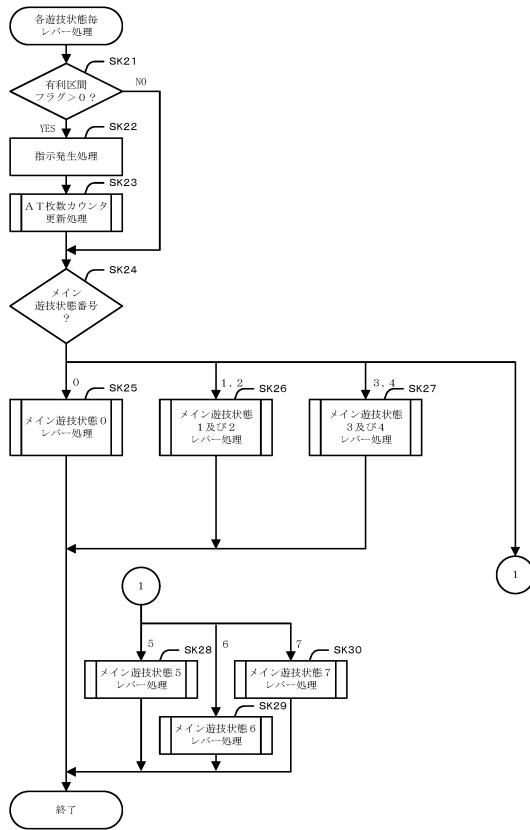 各遊技状態毎
レバー処理
SK21
有利区間
フラグ＞０？
NO
YES
SK22
指示発生処理
SK23
ＡＴ枚数カウンタ
更新処理
SK24
メイン
遊技状態番号
？
0
SK25
1, 2
SK26
3, 4
SK27
メイン遊技状態０
レバー処理
メイン遊技状態
１及び２
レバー処理
メイン遊技状態
３及び４
レバー処理
1
1
5
SK28
6
7
SK30
メイン遊技状態５
レバー処理
メイン遊技状態７
レバー処理
SK29
メイン遊技状態６
レバー処理
終了